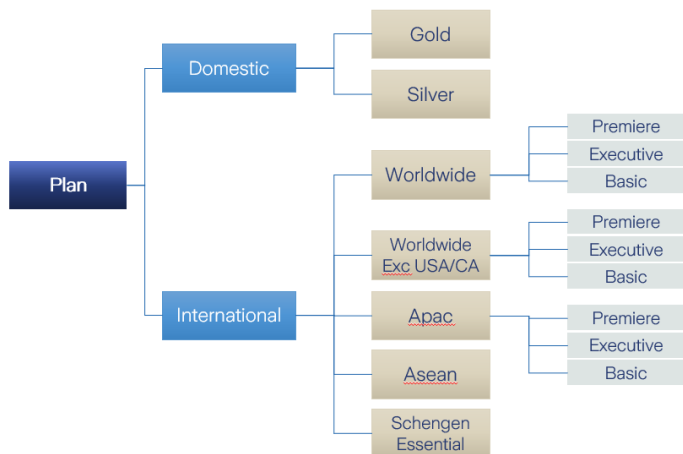 Plan
Domestic
Gold
Silver
International
Worldwide
Premiere
Executive
Basic
Worldwide
Exc USA/CA
Premiere
Executive
Basic
Apac
Premiere
Executive
Basic
Asean
Schengen
Essential